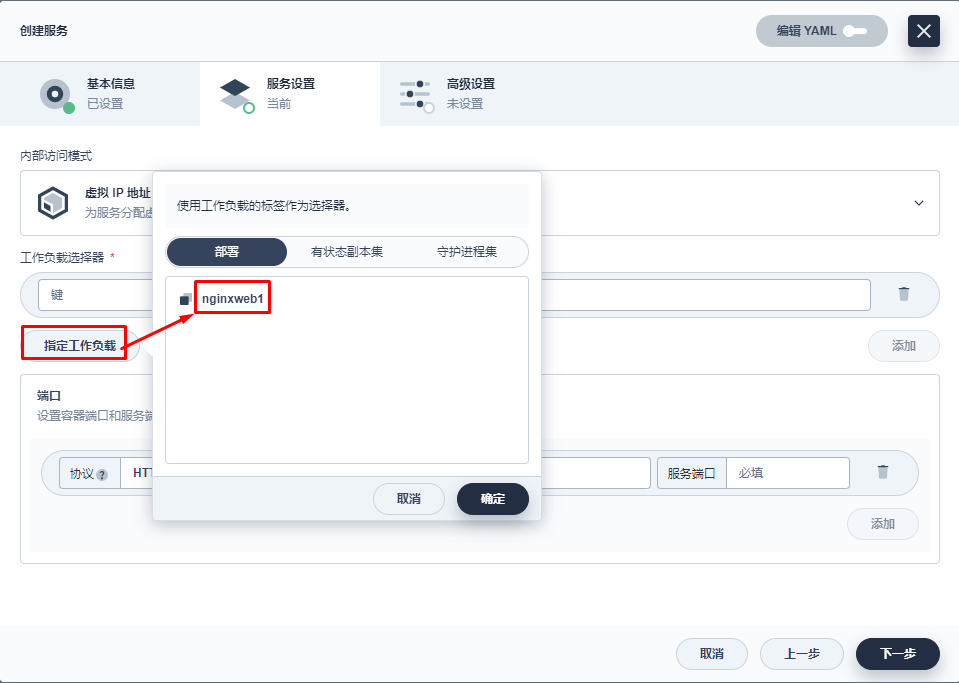 创建服务
编辑 YAML
基本信息
已设置
服务设置
当前
高级设置
未设置
内部访问模式
虚拟 IP 地址
为服务分配虚
工作负载选择器 *
键
指定工作负载
添加
使用工作负载的标签作为选择器。
部署 有状态副本集 守护进程集
nginxweb1
取消 确定
端口
设置容器端口和服务端
协议 ? HTT 服务端口 必填
添加
取消 上一步 下一步